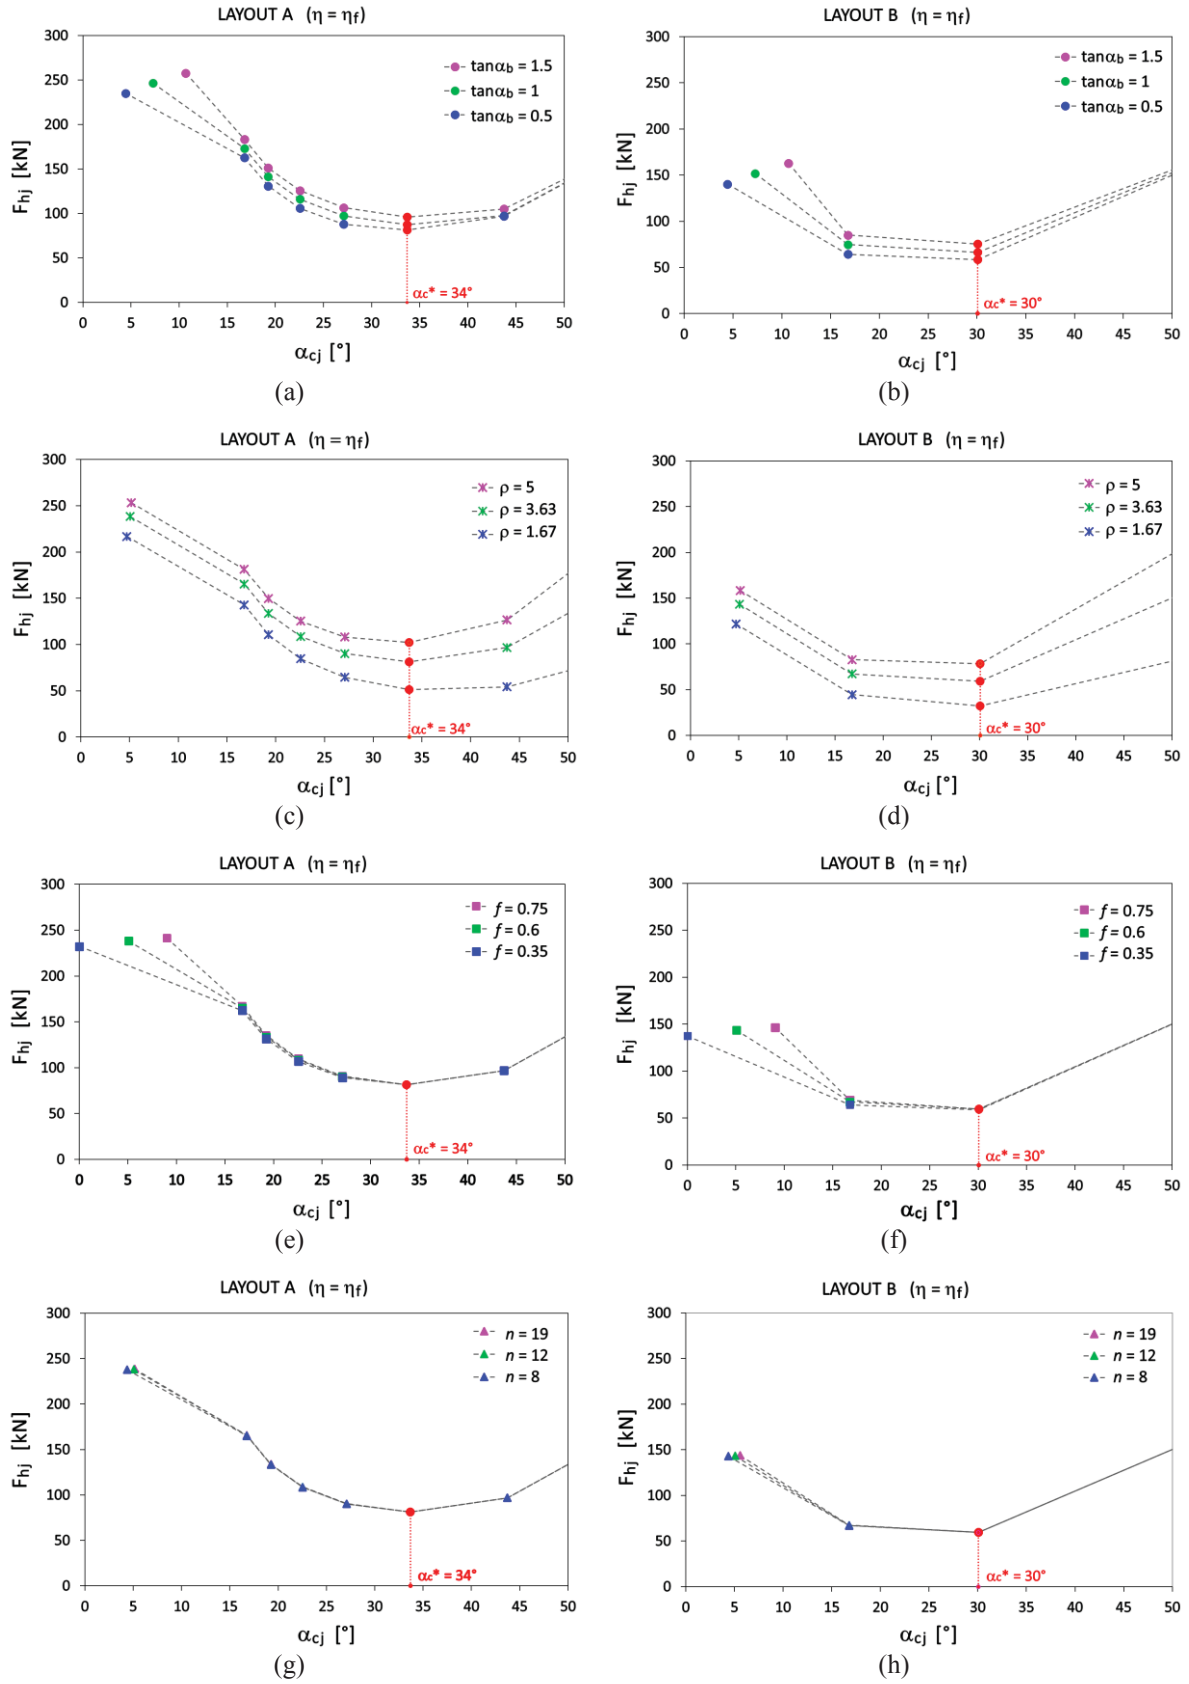 LAYOUT A (η = ηf)
300
250
200
150
100
50
0
Fhj [kN]
tanαb = 1.5
tanαb = 1
tanαb = 0.5
αc* = 34°
0 5 10 15 20 25 30 35 40 45 50
αcj [°]
(a)
LAYOUT B (η = ηf)
300
250
200
150
100
50
0
Fhj [kN]
tanαb = 1.5
tanαb = 1
tanαb = 0.5
αc* = 30°
0 5 10 15 20 25 30 35 40 45 50
αcj [°]
(b)
LAYOUT A (η = ηf)
300
250
200
150
100
50
0
Fhj [kN]
ρ = 5
ρ = 3.63
ρ = 1.67
αc* = 34°
0 5 10 15 20 25 30 35 40 45 50
αcj [°]
(c)
LAYOUT B (η = ηf)
300
250
200
150
100
50
0
Fhj [kN]
ρ = 5
ρ = 3.63
ρ = 1.67
αc* = 30°
0 5 10 15 20 25 30 35 40 45 50
αcj [°]
(d)
LAYOUT A (η = ηf)
300
250
200
150
100
50
0
Fhj [kN]
f = 0.75
f = 0.6
f = 0.35
αc* = 34°
0 5 10 15 20 25 30 35 40 45 50
αcj [°]
(e)
LAYOUT B (η = ηf)
300
250
200
150
100
50
0
Fhj [kN]
f = 0.75
f = 0.6
f = 0.35
αc* = 30°
0 5 10 15 20 25 30 35 40 45 50
αcj [°]
(f)
LAYOUT A (η = ηf)
300
250
200
150
100
50
0
Fhj [kN]
n = 19
n = 12
n = 8
αc* = 34°
0 5 10 15 20 25 30 35 40 45 50
αcj [°]
(g)
LAYOUT B (η = ηf)
300
250
200
150
100
50
0
Fhj [kN]
n = 19
n = 12
n = 8
αc* = 30°
0 5 10 15 20 25 30 35 40 45 50
αcj [°]
(h)